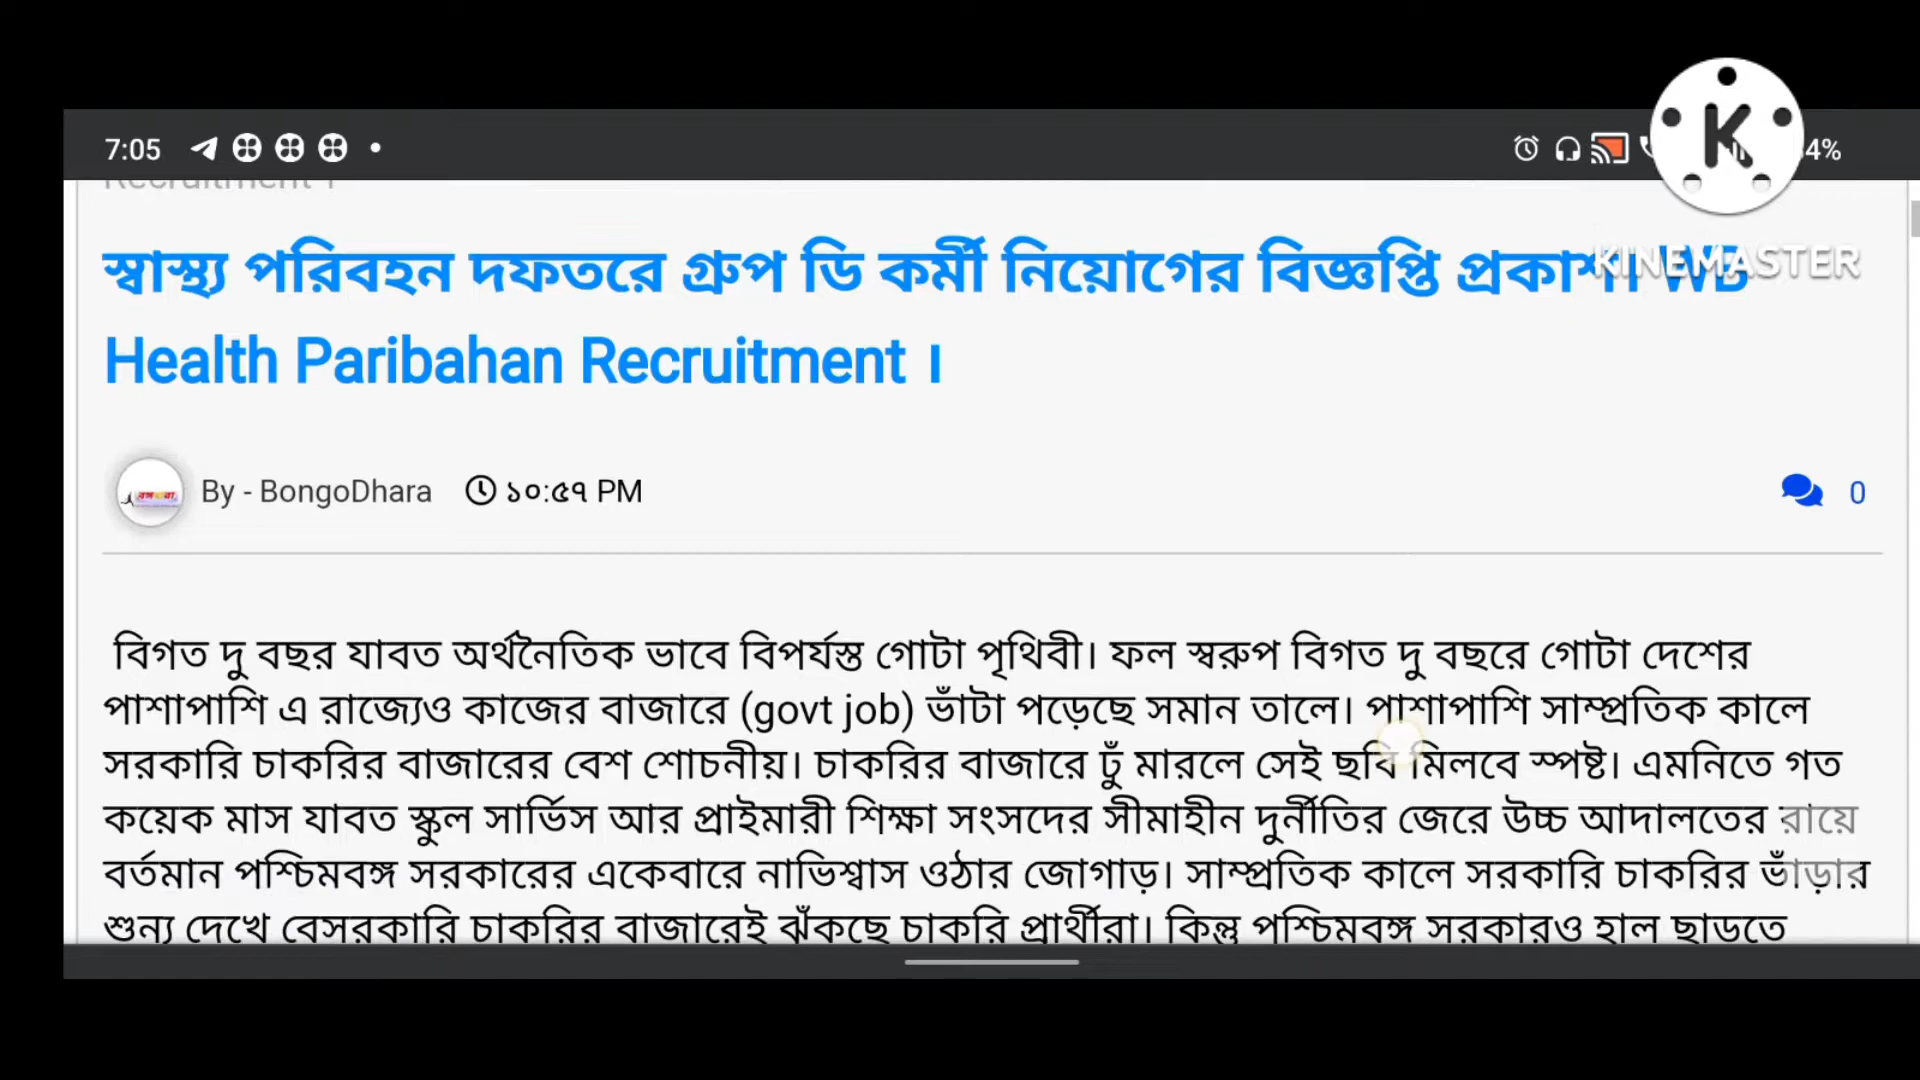 7:05
4%
KINEMASTER
স্বাস্থ্য পরিবহন দফতরে গ্রুপ ডি কর্মী নিয়োগের বিজ্ঞপ্তি প্রকাশ। WB
Health Paribahan Recruitment ।
By - BongoDhara ১০:৫৭ PM 0
বিগত দু বছর যাবত অর্থনৈতিক ভাবে বিপর্যস্ত গোটা পৃথিবী। ফল স্বরুপ বিগত দু বছরে গোটা দেশের
পাশাপাশি এ রাজ্যেও কাজের বাজারে (govt job) ভাঁটা পড়েছে সমান তালে। পাশাপাশি সাম্প্রতিক কালে
সরকারি চাকরির বাজারের বেশ শোচনীয়। চাকরির বাজারে ঢুঁ মারলে সেই ছবি মিলবে স্পষ্ট। এমনিতে গত
কয়েক মাস যাবত স্কুল সার্ভিস আর প্রাইমারী শিক্ষা সংসদের সীমাহীন দুর্নীতির জেরে উচ্চ আদালতের রায়ে
বর্তমান পশ্চিমবঙ্গ সরকারের একেবারে নাভিশ্বাস ওঠার জোগাড়। সাম্প্রতিক কালে সরকারি চাকরির ভাঁড়ার
শুন্য দেখে বেসরকারি চাকরির বাজারেই ঝুঁকছে চাকরি প্রার্থীরা। কিন্তু পশ্চিমবঙ্গ সরকারও হাল ছাড়তে